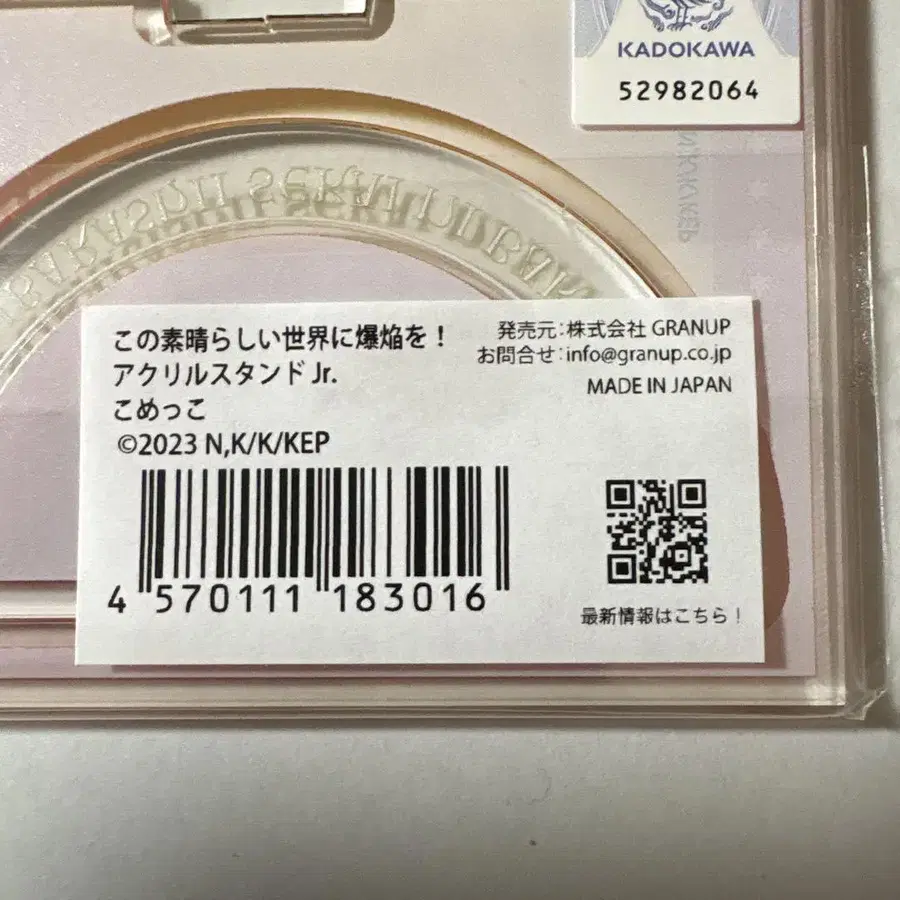 KADOKAWA
52982064
この素晴らしい世界に爆焔を！
アクリルスタンド Jr.
こめっこ
©2023 N,K/K/KEP
発売元：株式会社 GRANUP
お問合せ：info@granup.co.jp
MADE IN JAPAN
4 570111 183016
最新情報はこちら！